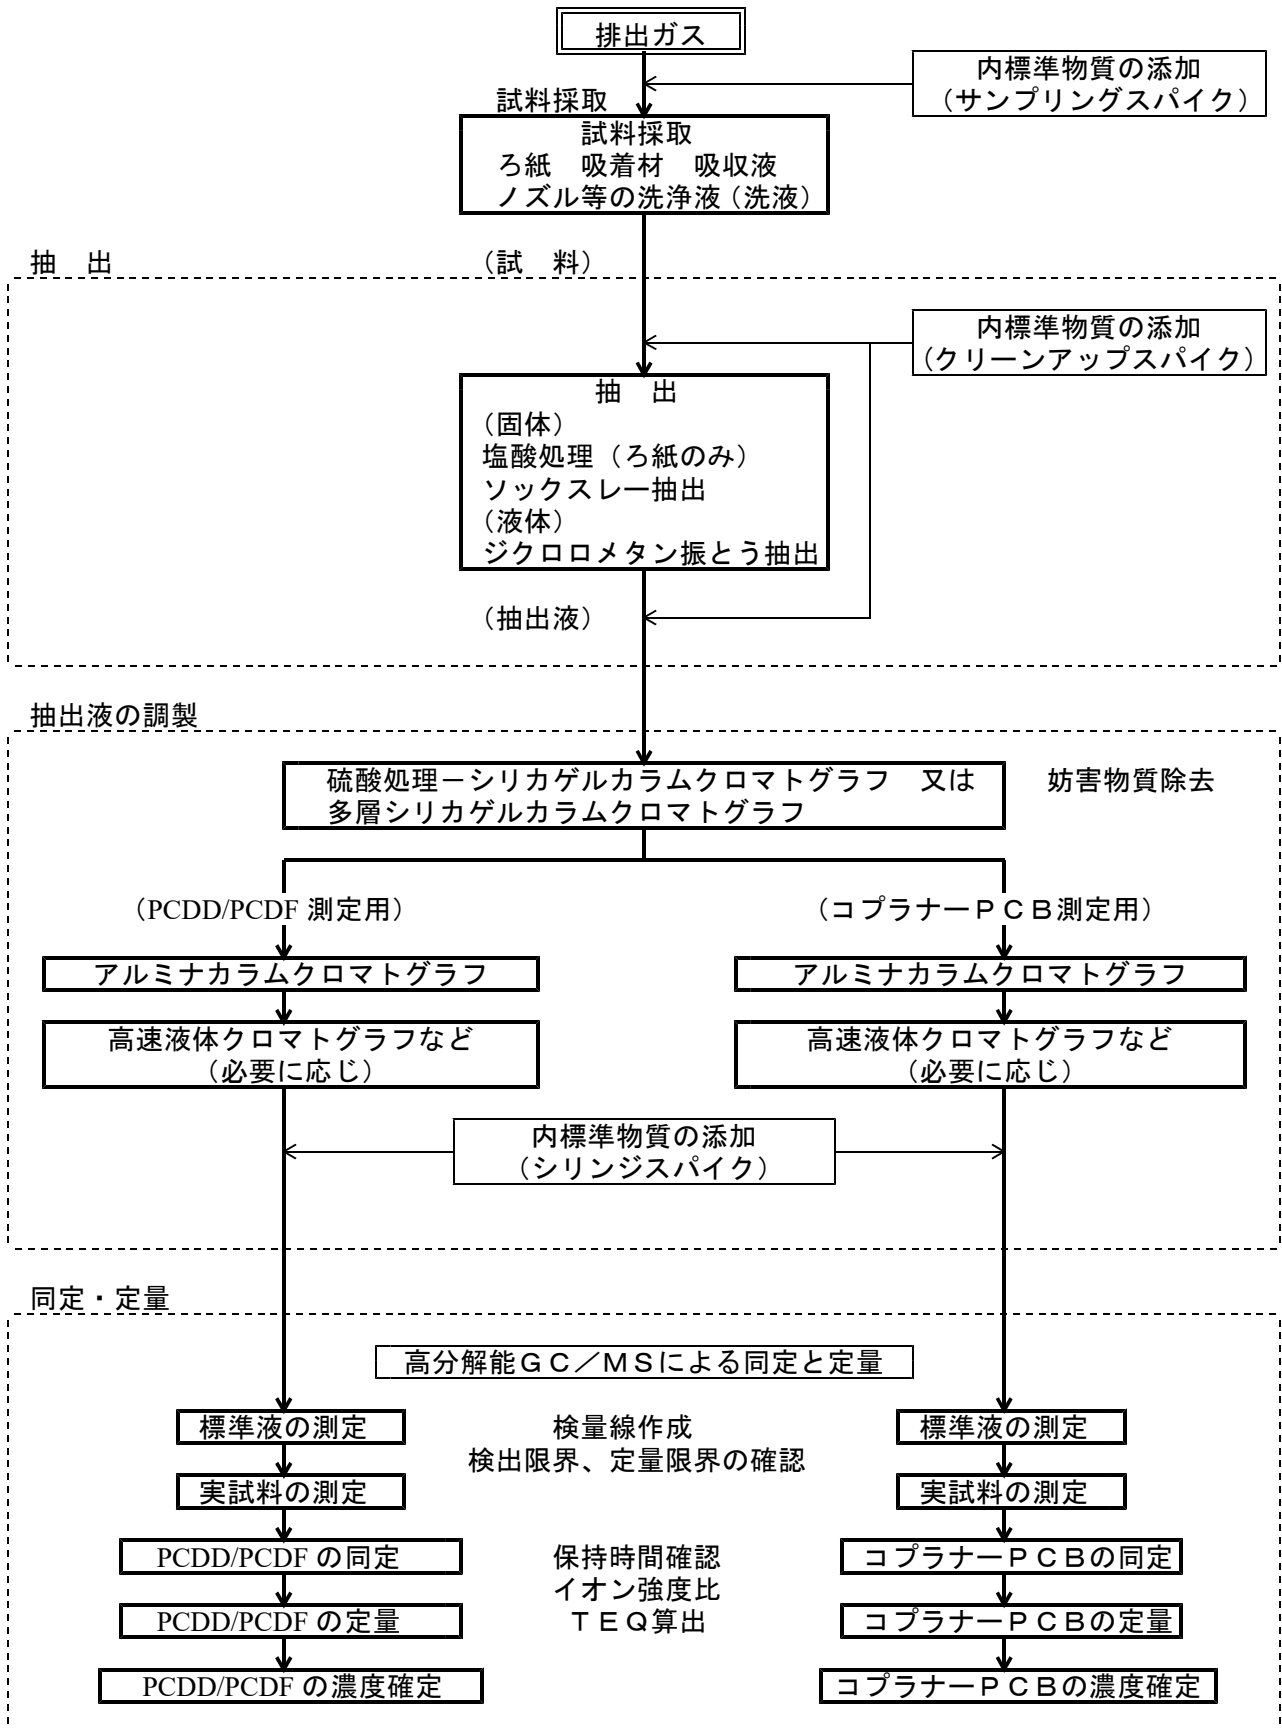 排出ガス
内標準物質の添加
（サンプリングスパイク）
試料採取
試料採取
ろ紙　吸着材　吸収液
ノズル等の洗浄液（洗液）
抽　出
（試　料）
内標準物質の添加
（クリーンアップスパイク）
抽　出
（固体）
塩酸処理（ろ紙のみ）
ソックスレー抽出
（液体）
ジクロロメタン振とう抽出
（抽出液）
抽出液の調製
硫酸処理－シリカゲルカラムクロマトグラフ　又は
多層シリカゲルカラムクロマトグラフ
妨害物質除去
（PCDD/PCDF 測定用）
（コプラナーＰＣＢ測定用）
アルミナカラムクロマトグラフ
アルミナカラムクロマトグラフ
高速液体クロマトグラフなど
（必要に応じ）
高速液体クロマトグラフなど
（必要に応じ）
内標準物質の添加
（シリンジスパイク）
同定・定量
高分解能ＧＣ／ＭＳによる同定と定量
標準液の測定
検量線作成
標準液の測定
検出限界、定量限界の確認
実試料の測定
実試料の測定
PCDD/PCDF の同定
保持時間確認
コプラナーＰＣＢの同定
イオン強度比
PCDD/PCDF の定量
ＴＥＱ算出
コプラナーＰＣＢの定量
PCDD/PCDF の濃度確定
コプラナーＰＣＢの濃度確定